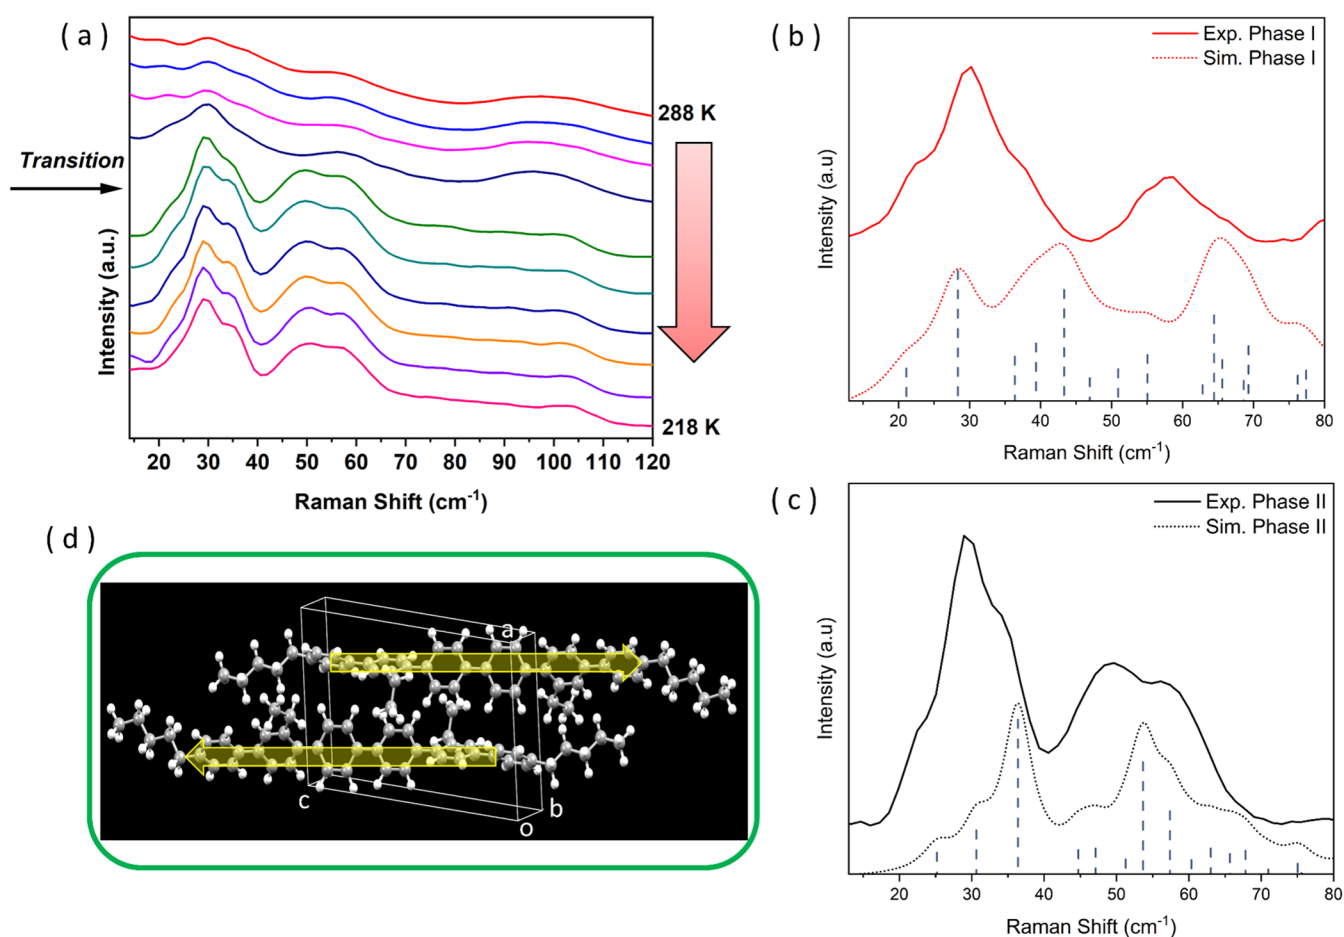 ( a )
288 K
Transition
218 K
Intensity (a.u.)
20 30 40 50 60 70 80 90 100 110 120
Raman Shift (cm-1)
( b )
Exp. Phase I
Sim. Phase I
Intensity (a.u)
20 30 40 50 60 70 80
Raman Shift (cm-1)
( c )
Exp. Phase II
Sim. Phase II
Intensity (a.u)
20 30 40 50 60 70 80
Raman Shift (cm-1)
( d )
a
c
b
o